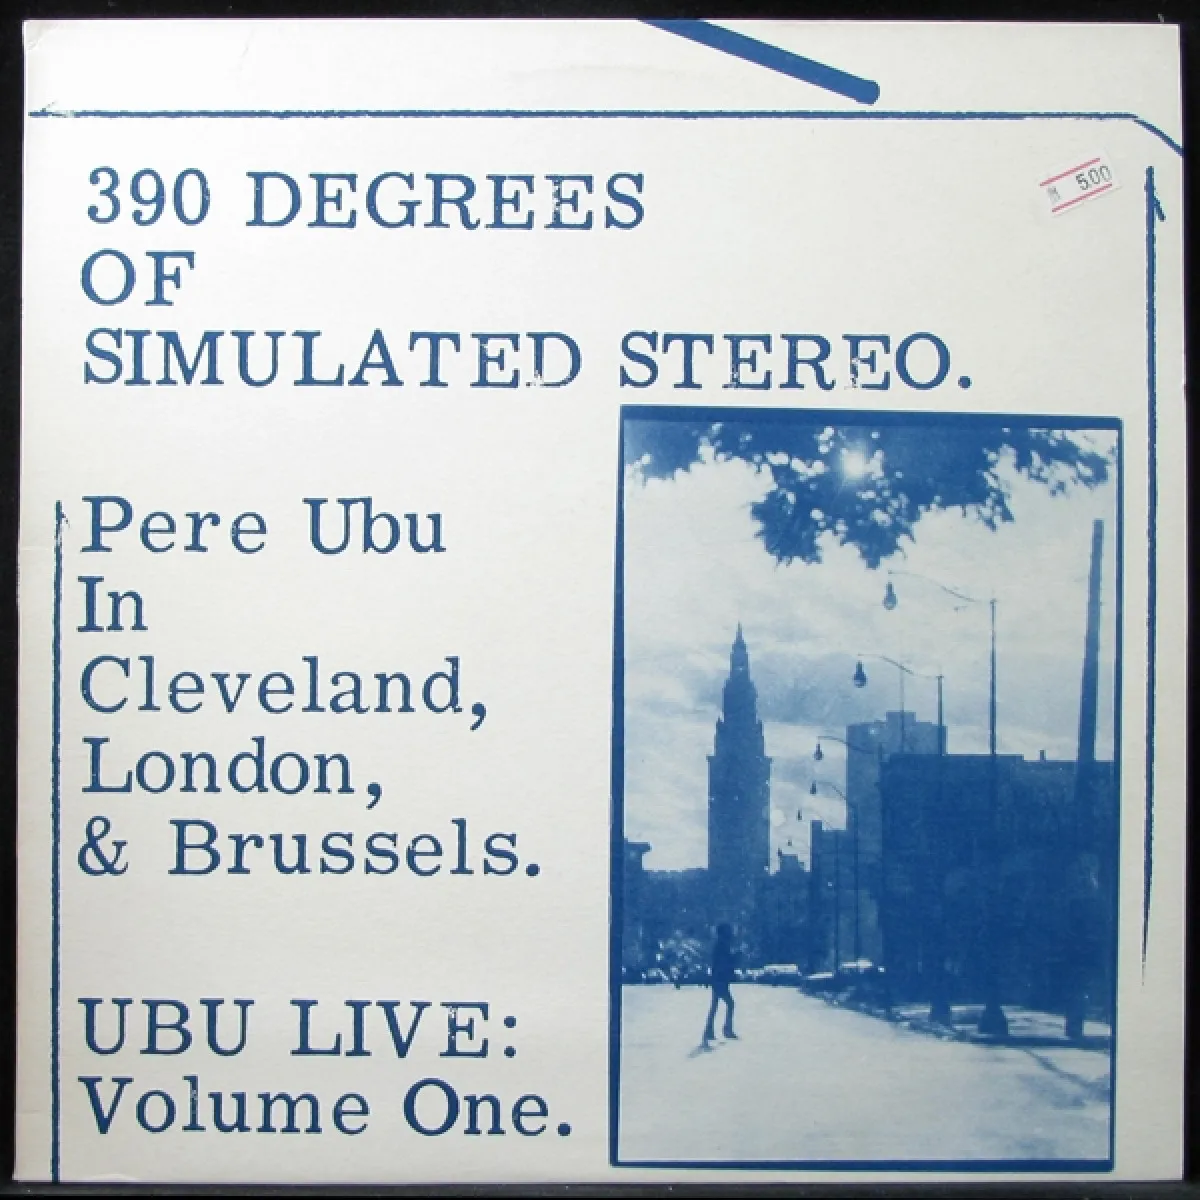 390 DEGREES
OF
SIMULATED STEREO.
5.00
Pere Ubu
In
Cleveland,
London,
& Brussels.
UBU LIVE:
Volume One.